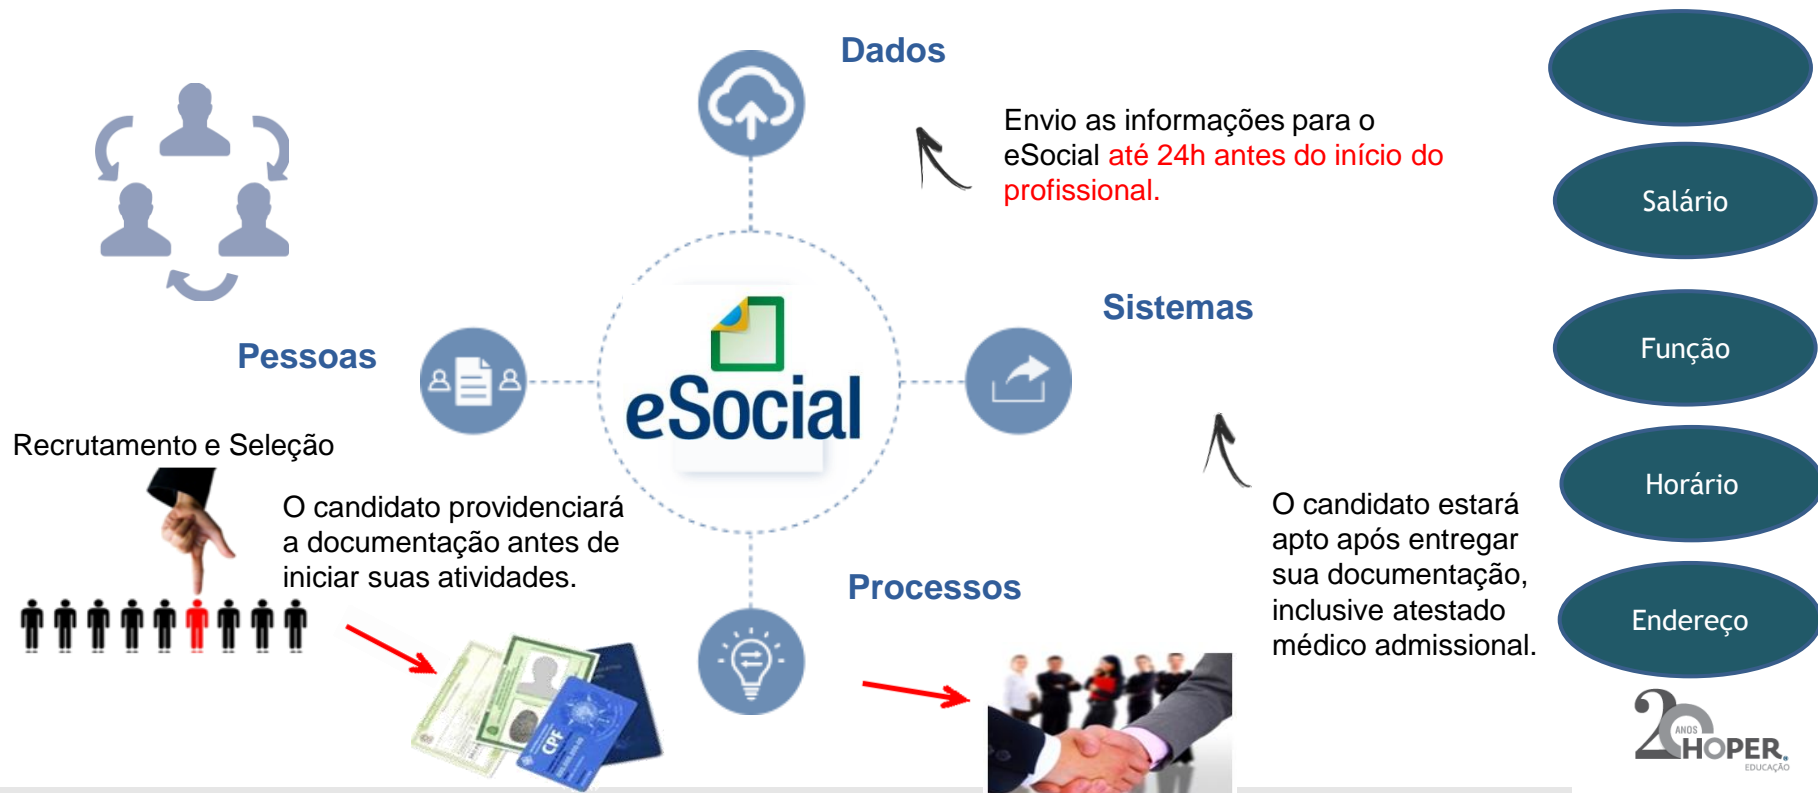 Dados
Envio as informações para o
eSocial até 24h antes do início do
profissional.
Salário
Sistemas
Pessoas
Função
eSocial
Recrutamento e Seleção
Horário
O candidato providenciará
a documentação antes de
iniciar suas atividades.
O candidato estará
apto após entregar
sua documentação,
inclusive atestado
médico admissional.
Processos
Endereço
CPF
20 ANOS
HOPER.
EDUCAÇÃO